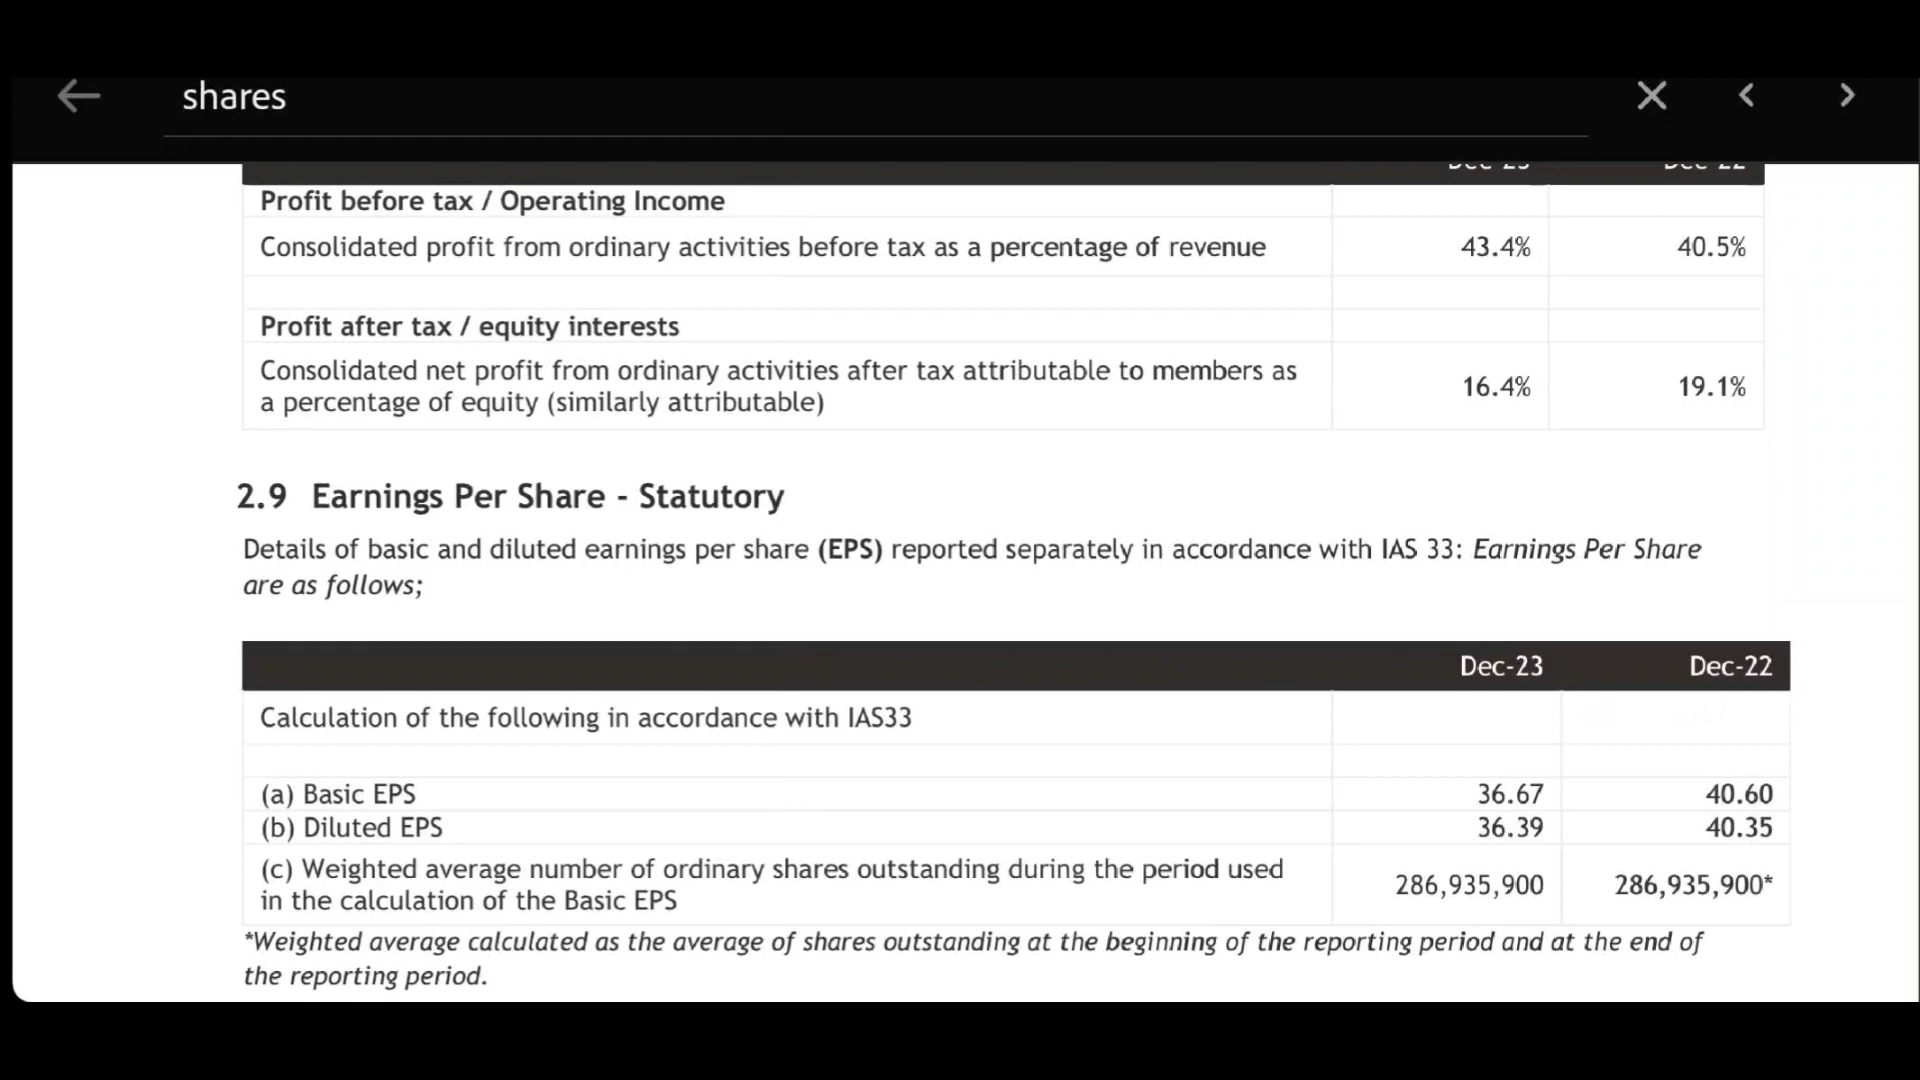 shares
Dec-23 Dec-22
Profit before tax / Operating Income
Consolidated profit from ordinary activities before tax as a percentage of revenue 43.4% 40.5%
Profit after tax / equity interests
Consolidated net profit from ordinary activities after tax attributable to members as
a percentage of equity (similarly attributable) 16.4% 19.1%
2.9 Earnings Per Share - Statutory
Details of basic and diluted earnings per share (EPS) reported separately in accordance with IAS 33: Earnings Per Share
are as follows;
Dec-23 Dec-22
Calculation of the following in accordance with IAS33
(a) Basic EPS 36.67 40.60
(b) Diluted EPS 36.39 40.35
(c) Weighted average number of ordinary shares outstanding during the period used
in the calculation of the Basic EPS 286,935,900 286,935,900*
*Weighted average calculated as the average of shares outstanding at the beginning of the reporting period and at the end of
the reporting period.